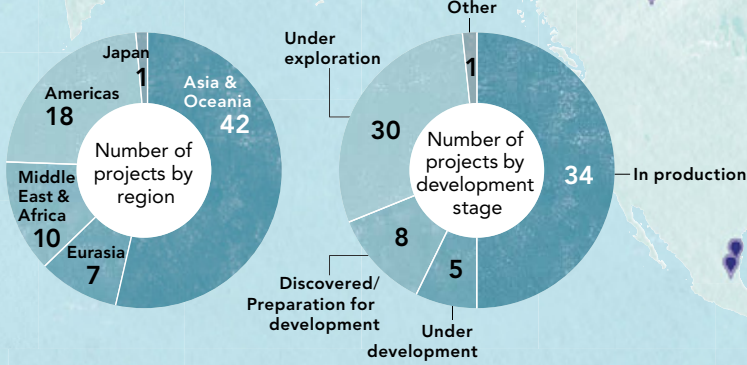 Number of
projects by
region
Asia &
Oceania
42
Eurasia
7
Middle
East &
Africa
10
Americas
18
Japan
1
Number of
projects by
development
stage
In production
34
Under
development
5
Discovered/
Preparation for
development
8
Under
exploration
30
Other
1